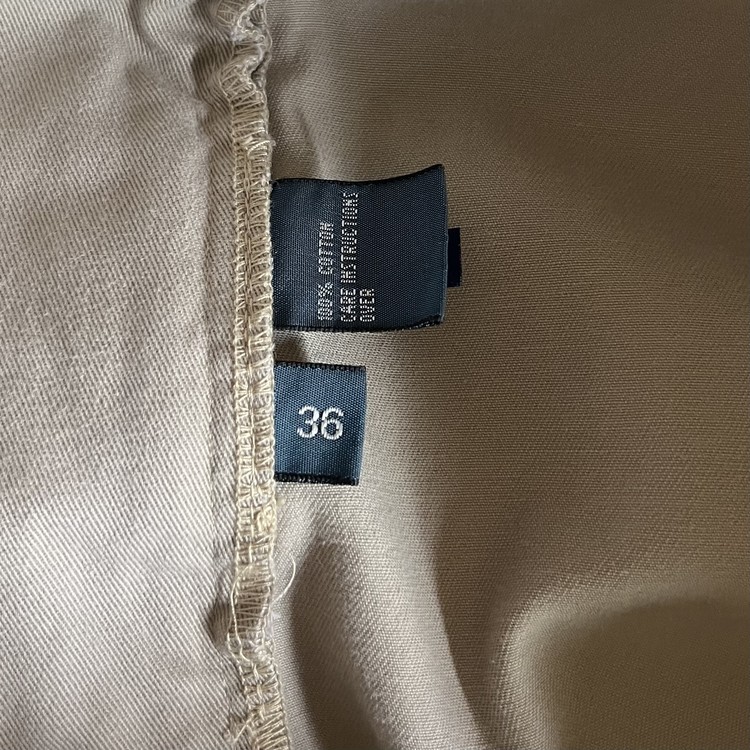 100% COTTON
CARE INSTRUCTIONS
OVER
36